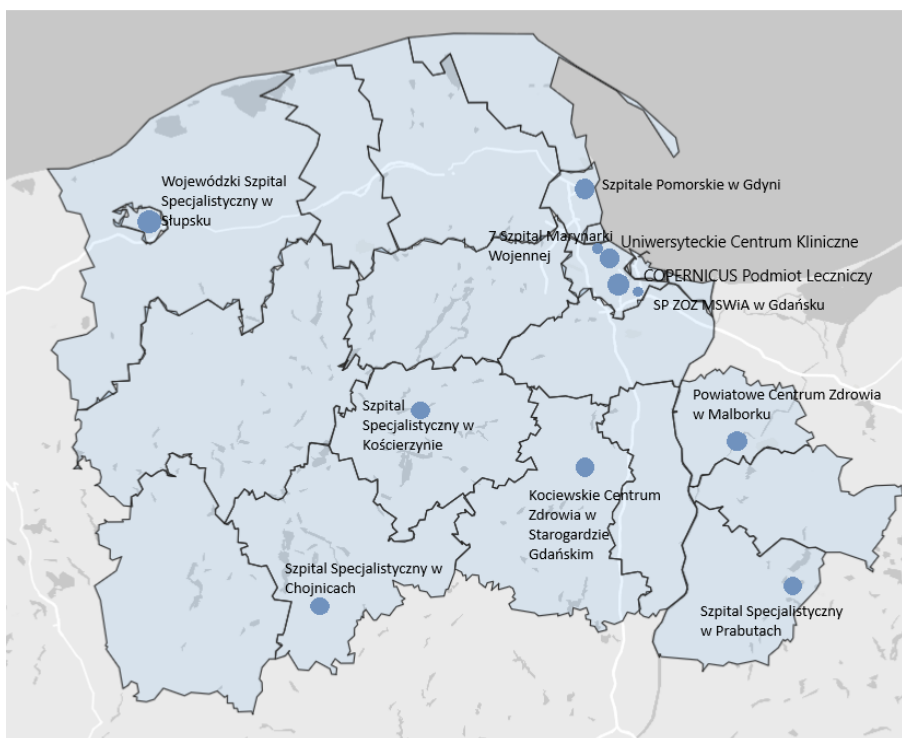 Wojewódzki Szpital
Specjalistyczny w
Słupsku
Szpitale Pomorskie w Gdyni
7 Szpital Marynarki
Wojennej
Uniwersyteckie Centrum Kliniczne
COPERNICUS Podmiot Leczniczy
SP ZOZ MSWiA w Gdańsku
Powiatowe Centrum Zdrowia
w Malborku
Szpital
Specjalistyczny w
Kościerzynie
Kociewskie Centrum
Zdrowia w
Starogardzie
Gdańskim
Szpital Specjalistyczny w
Chojnicach
Szpital Specjalistyczny
w Prabutach